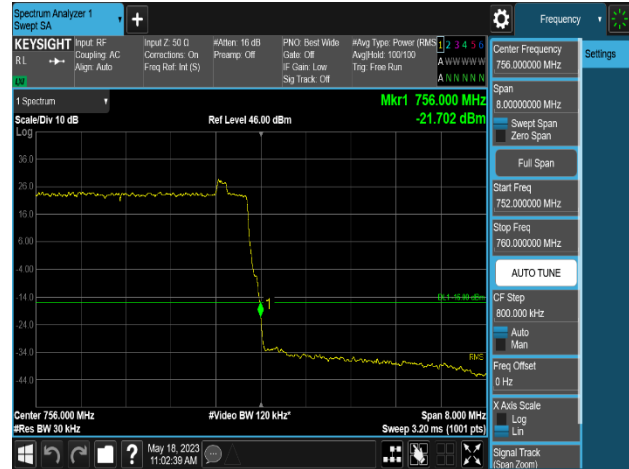 Spectrum Analyzer 1
Swept SA
+
Frequency
KEYSIGHT
RL
Input: RF
Coupling: AC
Align: Auto
Input Z: 50 Ω
Corrections: On
Freq Ref: Int (S)
#Atten: 16 dB
Preamp: Off
PNO: Best Wide
Gate: Off
IF Gain: Low
Sig Track: Off
#Avg Type: Power (RMS
Avg|Hold: 100/100
Trig: Free Run
1 2 3 4 5 6
A W W W W W
A N N N N N
1 Spectrum
Scale/Div 10 dB
Log
Ref Level 46.00 dBm
Mkr1 756.000 MHz
-21.702 dBm
36.0
26.0
16.0
6.00
-4.00
-14.0
-24.0
-34.0
-44.0
1
RMS
Center 756.000 MHz
#Res BW 30 kHz
#Video BW 120 kHz*
Span 8.000 MHz
Sweep 3.20 ms (1001 pts)
May 18, 2023
11:02:39 AM
?
Center Frequency
756.000000 MHz
Span
8.00000000 MHz
Swept Span
Zero Span
Full Span
Start Freq
752.000000 MHz
Stop Freq
760.000000 MHz
AUTO TUNE
CF Step
800.000 kHz
Auto
Man
Freq Offset
0 Hz
X Axis Scale
Log
Lin
Signal Track
(Span Zoom)
Settings